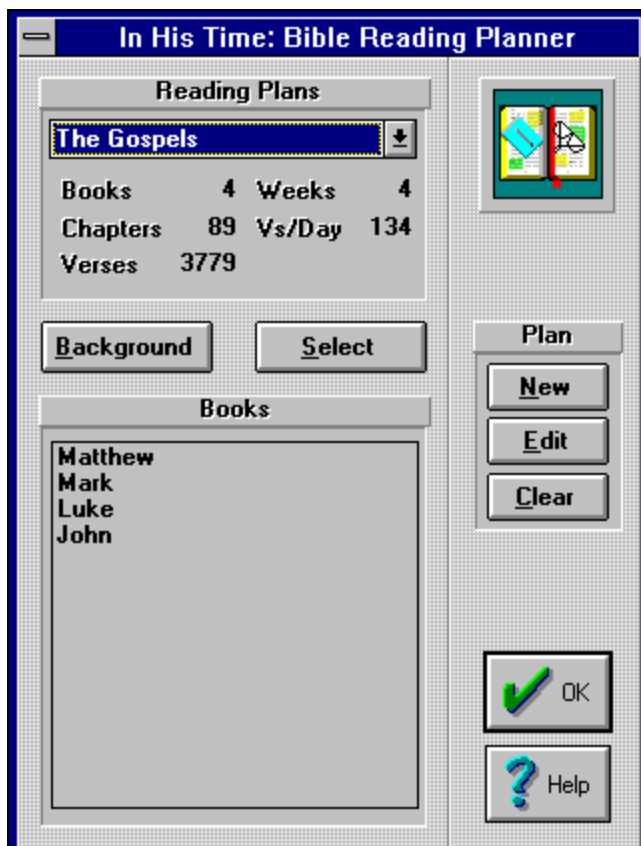 In His Time: Bible Reading Planner
Reading Plans
The Gospels
Books 4 Weeks 4
Chapters 89 Vs/Day 134
Verses 3779
Background Select
Books
Matthew
Mark
Luke
John
Plan
New
Edit
Clear
OK
Help